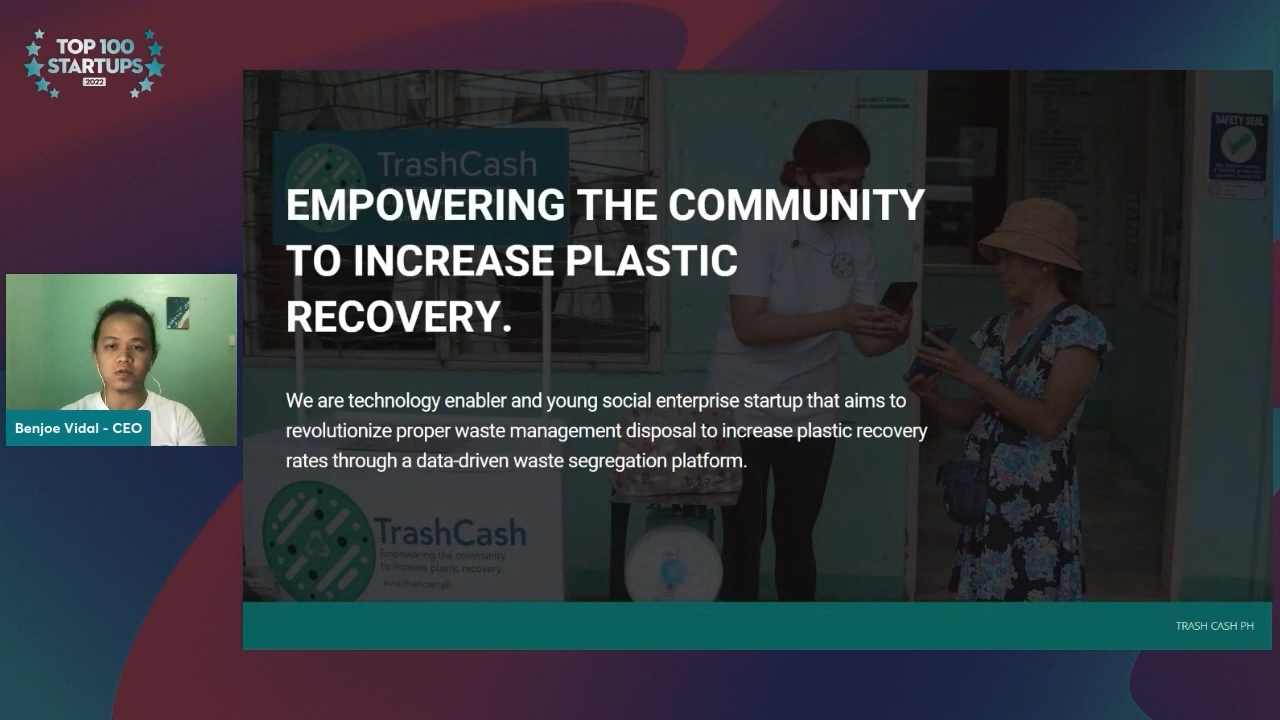 TOP 100
STARTUPS
2022
TrashCash
SAFETY SEAL
EMPOWERING THE COMMUNITY
TO INCREASE PLASTIC
RECOVERY.
Benjoe Vidal - CEO
We are technology enabler and young social enterprise startup that aims to
revolutionize proper waste management disposal to increase plastic recovery
rates through a data-driven waste segregation platform.
TrashCash
Empowering the community
to increase plastic recovery.
www.trashcash.ph
TRASH CASH PH